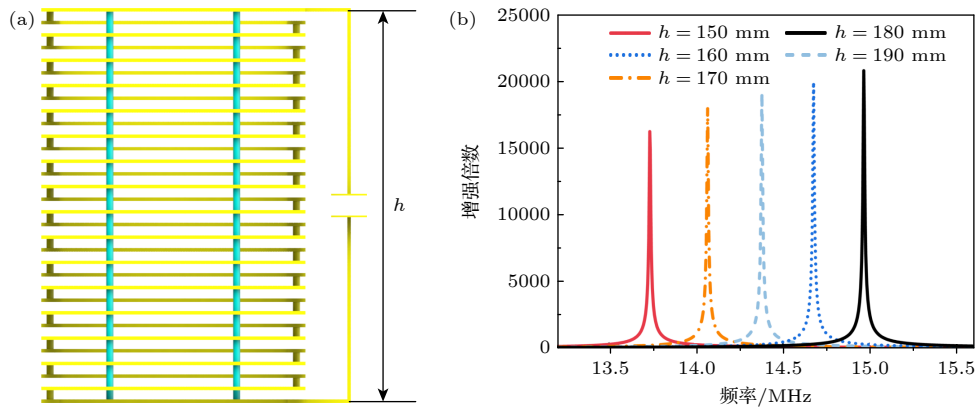 (a)
h
(b)
增强倍数
25000
20000
15000
10000
5000
0
h = 150 mm
h = 160 mm
h = 170 mm
h = 180 mm
h = 190 mm
13.5 14.0 14.5 15.0 15.5
频率/MHz